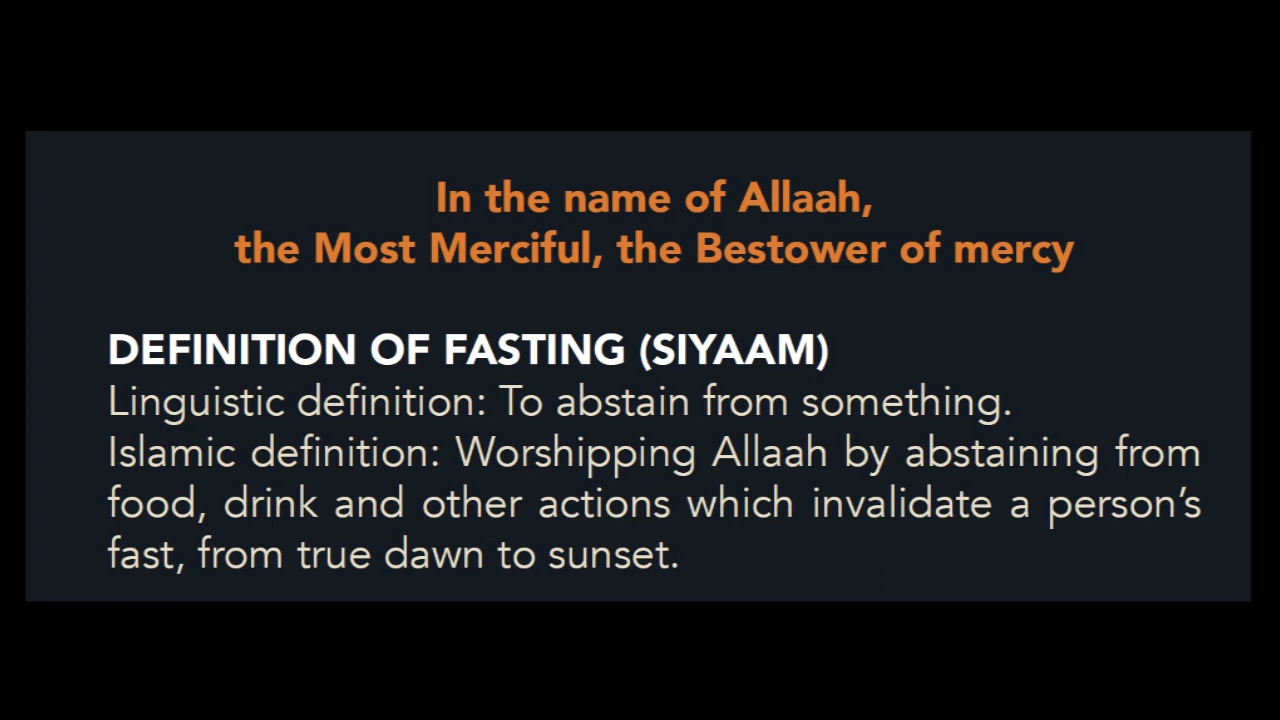 In the name of Allaah,
the Most Merciful, the Bestower of mercy
DEFINITION OF FASTING (SIYAAM)
Linguistic definition: To abstain from something.
Islamic definition: Worshipping Allaah by abstaining from
food, drink and other actions which invalidate a person’s
fast, from true dawn to sunset.